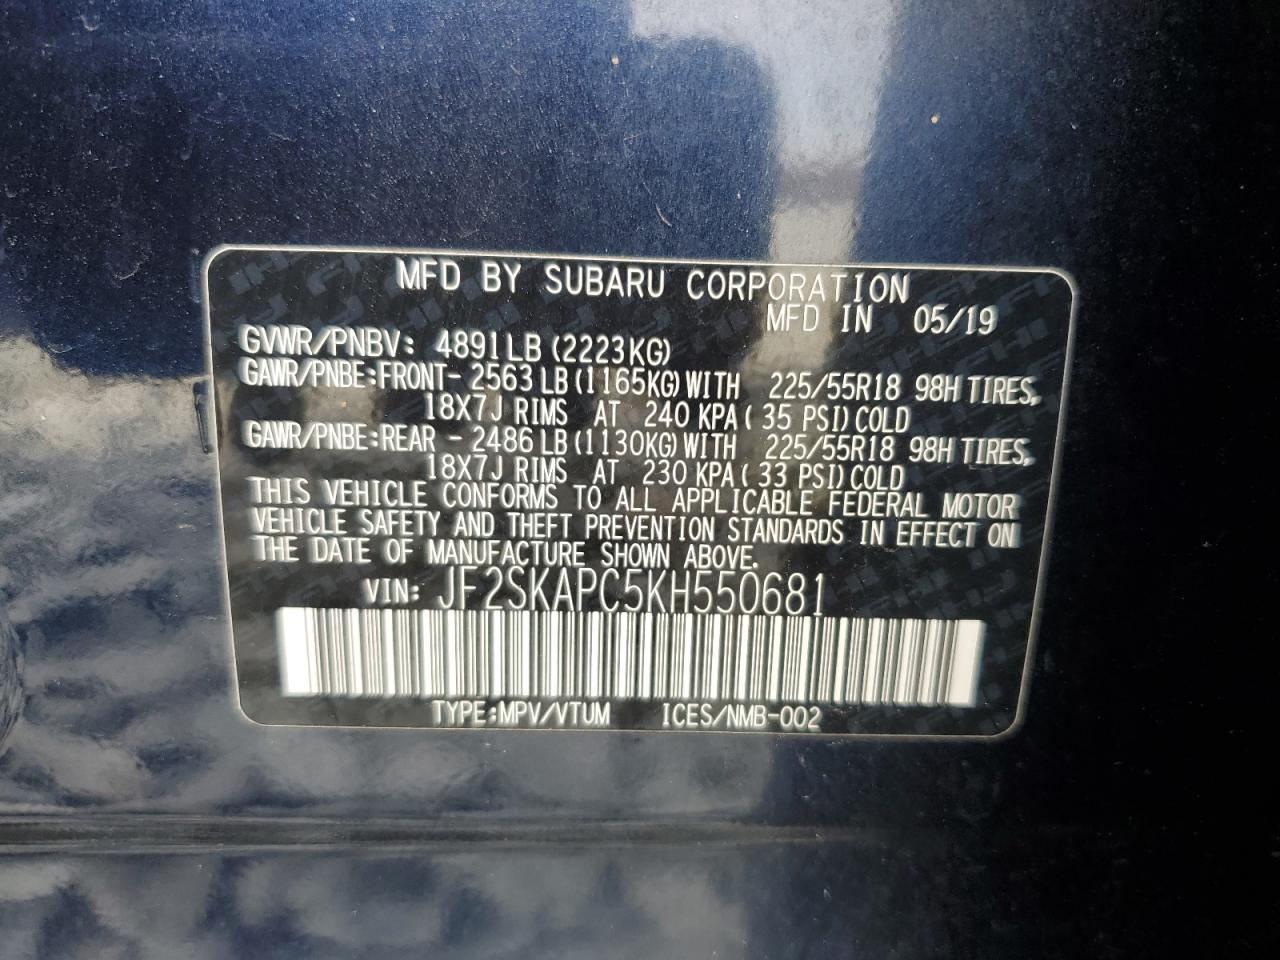 MFD BY SUBARU CORPORATION
MFD IN 05/19
GVWR/PNBV: 4891LB(2223KG)
GAWR/PNBE:FRONT- 2563 LB(1165KG)WITH 225/55R18 98H TIRES,
18X7J RIMS AT 240 KPA( 35 PSI)COLD
GAWR/PNBE:REAR - 2486 LB(1130KG)WITH 225/55R18 98H TIRES,
18X7J RIMS AT 230 KPA( 33 PSI)COLD
THIS VEHICLE CONFORMS TO ALL APPLICABLE FEDERAL MOTOR
VEHICLE SAFETY AND THEFT PREVENTION STANDARDS IN EFFECT ON
THE DATE OF MANUFACTURE SHOWN ABOVE.
VIN: JF2SKAPC5KH550681
TYPE:MPV/VTUM ICES/NMB-002